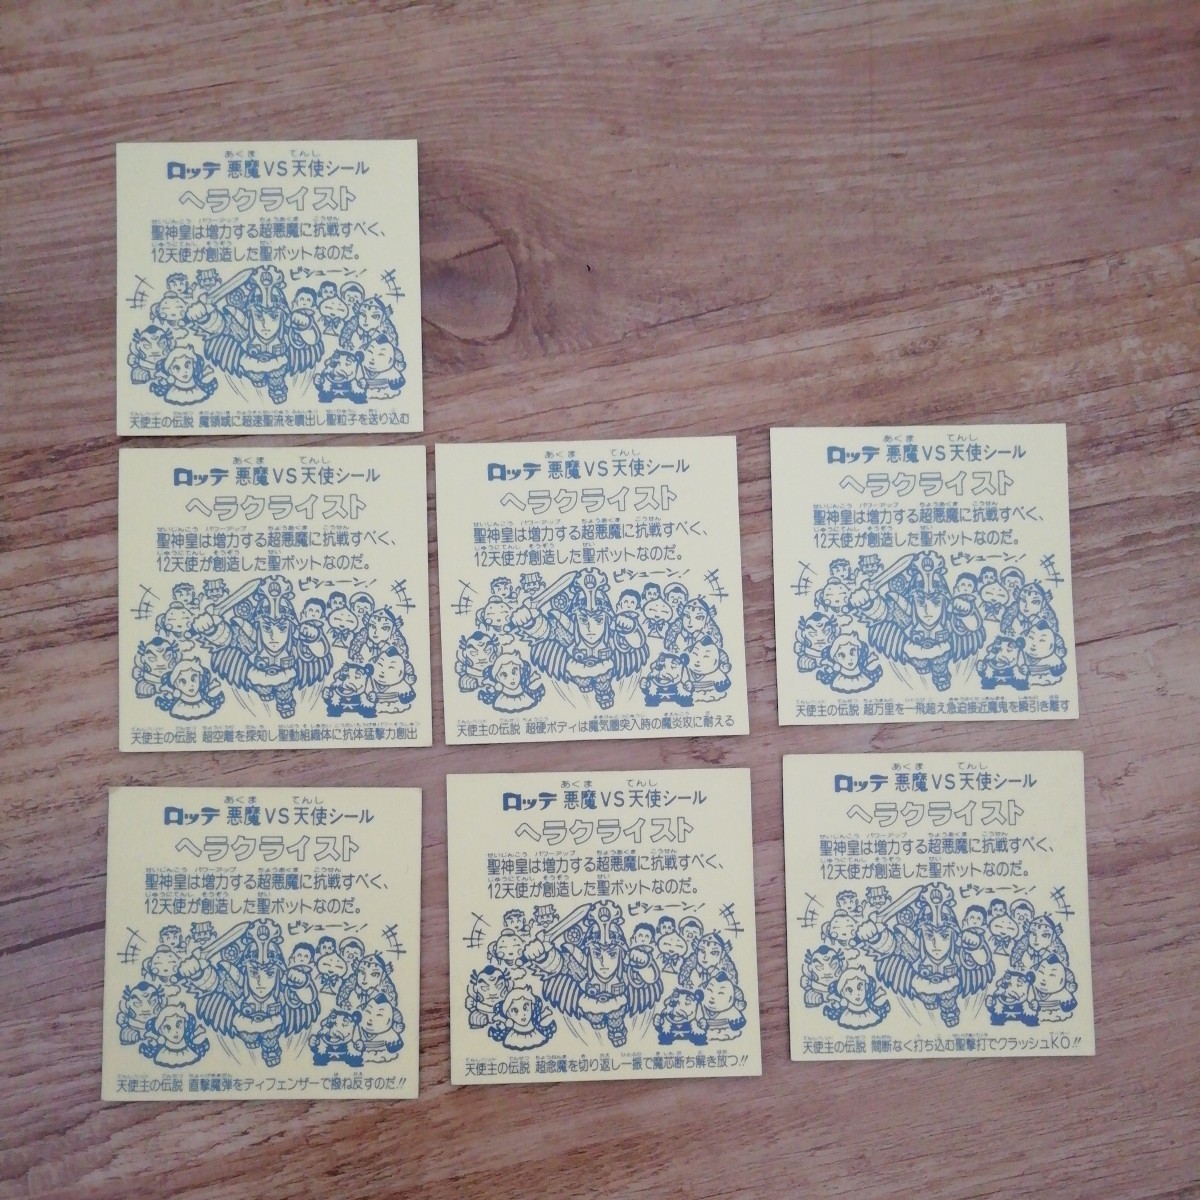 ロッテ 悪魔VS天使シール
ヘラクライスト
聖神皇は増力する超悪魔に抗戦すべく、
12天使が創造した聖ボットなのだ。
ビシューン!
天使主の伝説 魔領域に超速聖流を噴出し聖粒子を送り込む
ロッテ 悪魔VS天使シール
ヘラクライスト
聖神皇は増力する超悪魔に抗戦すべく、
12天使が創造した聖ボットなのだ。
ビシューン!
天使主の伝説 超空離を探知し聖動組織体に抗体猛撃力創出
ロッテ 悪魔VS天使シール
ヘラクライスト
聖神皇は増力する超悪魔に抗戦すべく、
12天使が創造した聖ボットなのだ。
ビシューン!
天使主の伝説 超硬ボディは魔気圏突入時の魔炎攻に耐える
ロッテ 悪魔VS天使シール
ヘラクライスト
聖神皇は増力する超悪魔に抗戦すべく、
12天使が創造した聖ボットなのだ。
ビシューン!
天使主の伝説 超万里を一飛超え急迫接近魔鬼を瞬引き離す
ロッテ 悪魔VS天使シール
ヘラクライスト
聖神皇は増力する超悪魔に抗戦すべく、
12天使が創造した聖ボットなのだ。
ビシューン!
天使主の伝説 直撃魔弾をディフェンザーで撥ね反すのだ!!
ロッテ 悪魔VS天使シール
ヘラクライスト
聖神皇は増力する超悪魔に抗戦すべく、
12天使が創造した聖ボットなのだ。
ビシューン!
天使主の伝説 超念魔を切り返し一振で魔芯断ち解き放つ!!
ロッテ 悪魔VS天使シール
ヘラクライスト
聖神皇は増力する超悪魔に抗戦すべく、
12天使が創造した聖ボットなのだ。
ビシューン!
天使主の伝説 間断なく打ち込む聖撃打でクラッシュKO!!